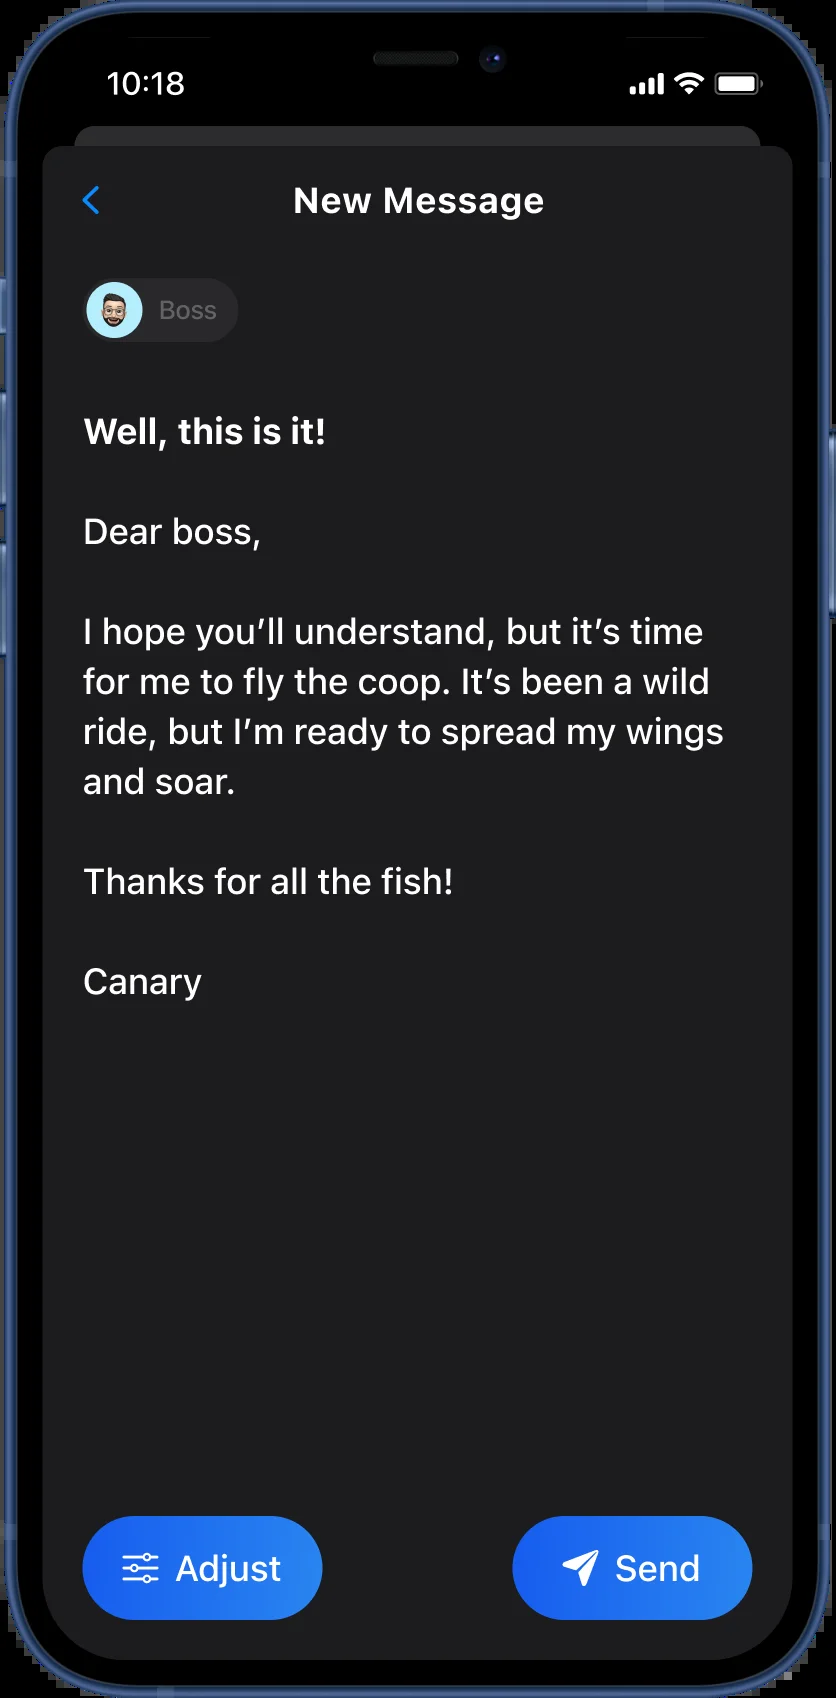 10:18
New Message
Boss
Well, this is it!
Dear boss,
I hope you’ll understand, but it’s time
for me to fly the coop. It’s been a wild
ride, but I’m ready to spread my wings
and soar.
Thanks for all the fish!
Canary
Adjust
Send